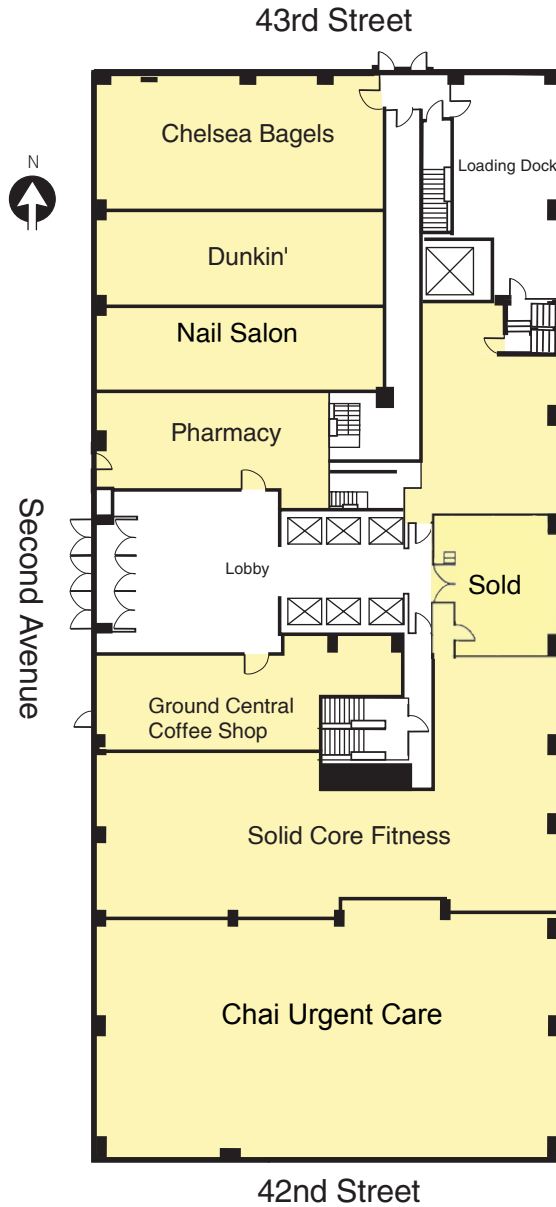 43rd Street
Chelsea Bagels
Loading Dock
N
Dunkin'
Nail Salon
Pharmacy
Second Avenue
Lobby
Sold
Ground Central
Coffee Shop
Solid Core Fitness
Chai Urgent Care
42nd Street